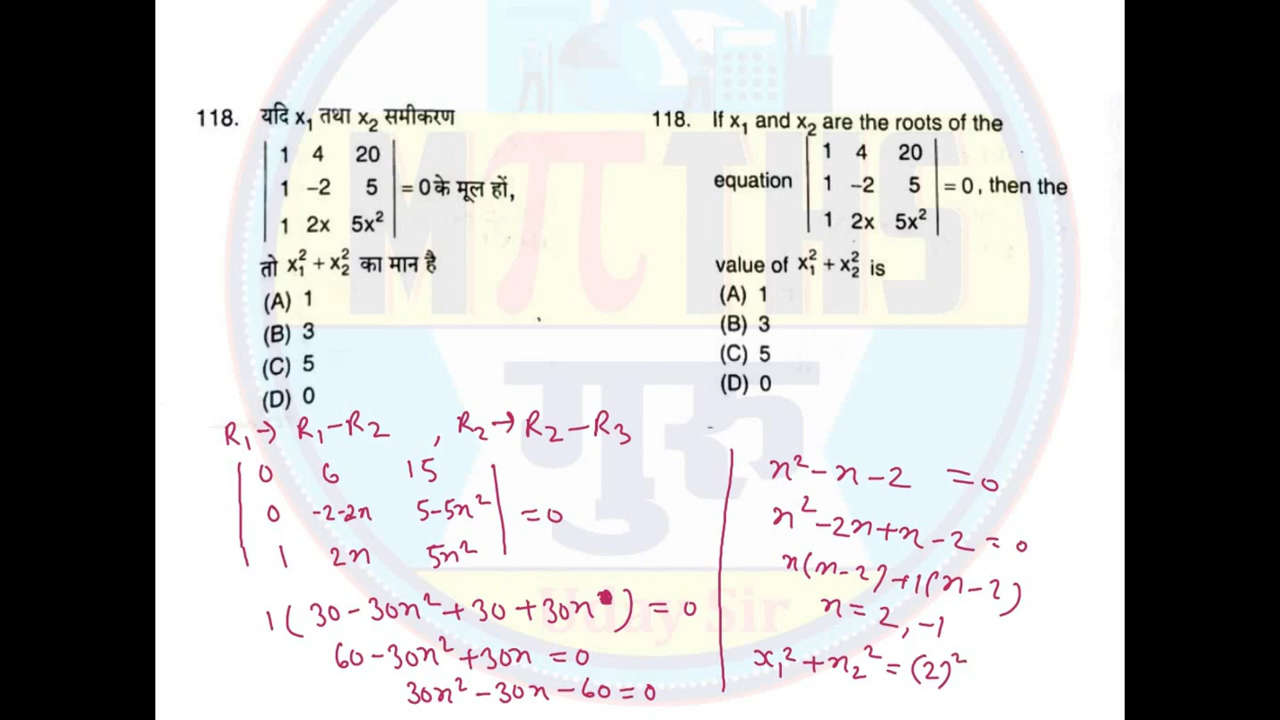 118. यदि x₁ तथा x₂ समीकरण
| 1 4 20 |
| 1 –2 5 | = 0 के मूल हों,
| 1 2x 5x² |
तो x₁² + x₂² का मान है
(A) 1
(B) 3
(C) 5
(D) 0
118. If x₁ and x₂ are the roots of the
| 1 4 20 |
equation | 1 –2 5 | = 0, then the
| 1 2x 5x² |
value of x₁² + x₂² is
(A) 1
(B) 3
(C) 5
(D) 0
R₁→ R₁–R₂ , R₂→ R₂–R₃
| 0 6 15 |
| 0 -2-2x 5-5x² | = 0
| 1 2x 5x² |
1(30-30x²+30+30x) = 0
60-30x²+30x = 0
30x²-30x-60=0
x²-x-2 = 0
x²-2x+x-2=0
x(x-2)+1(x-2)
x = 2, -1
x₁²+x₂² = (2)²
MπTHS
गुरु
Uday Sir